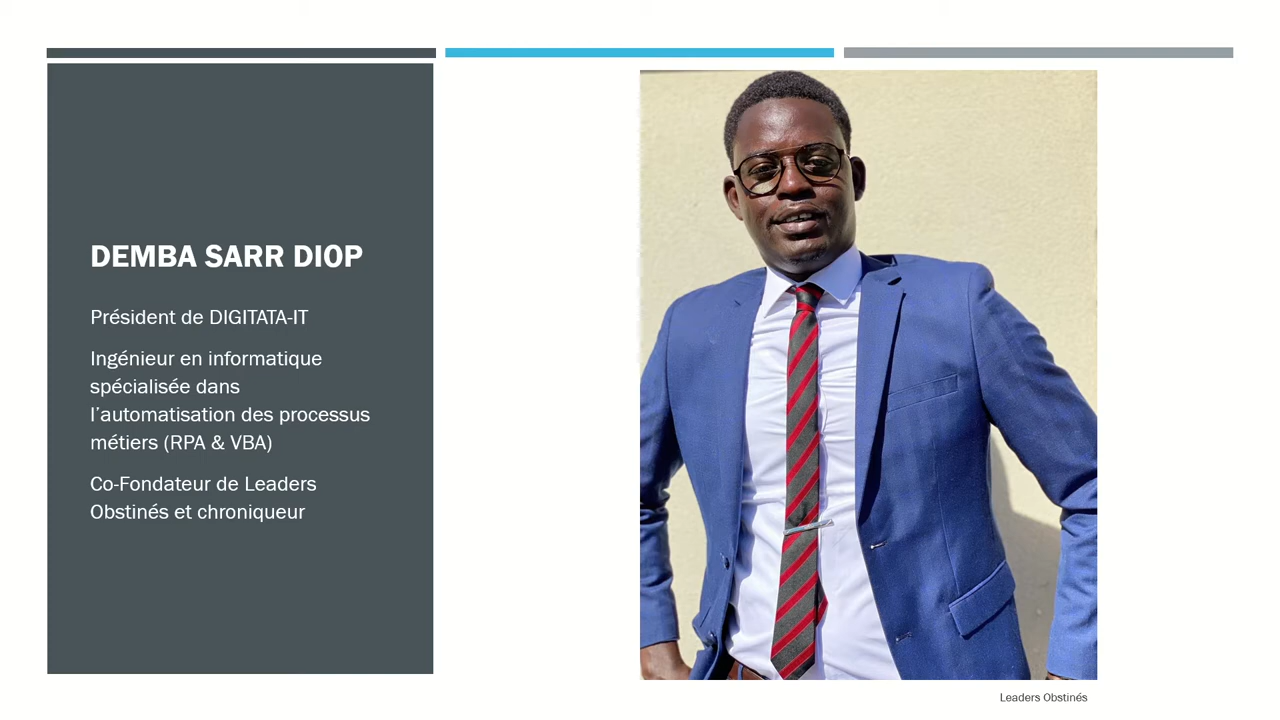 DEMBA SARR DIOP
Président de DIGITATA-IT
Ingénieur en informatique
spécialisée dans
l’automatisation des processus
métiers (RPA & VBA)
Co-Fondateur de Leaders
Obstinés et chroniqueur
Leaders Obstinés